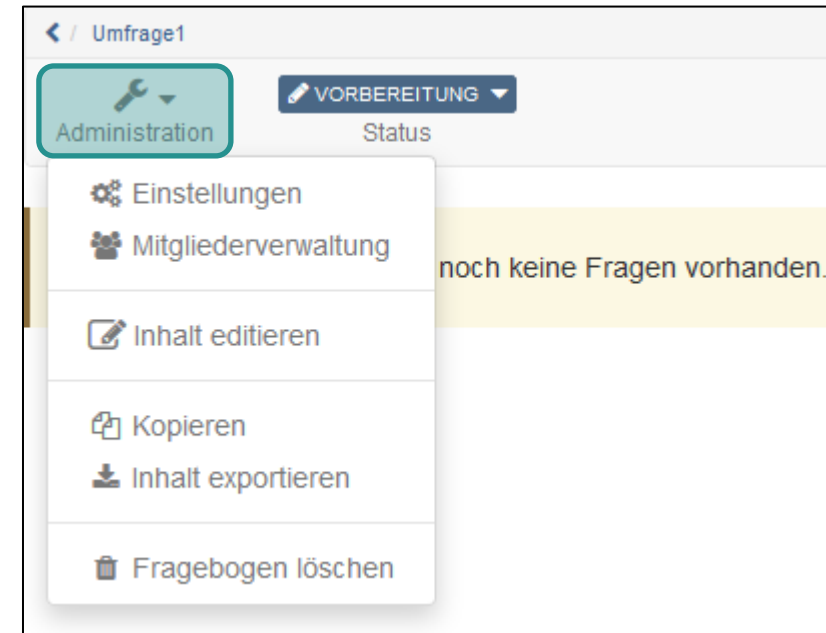 / Umfrage1
VORBEREITUNG
Administration
Status
Einstellungen
Mitgliederverwaltung
noch keine Fragen vorhanden.
Inhalt editieren
Kopieren
Inhalt exportieren
Fragebogen löschen